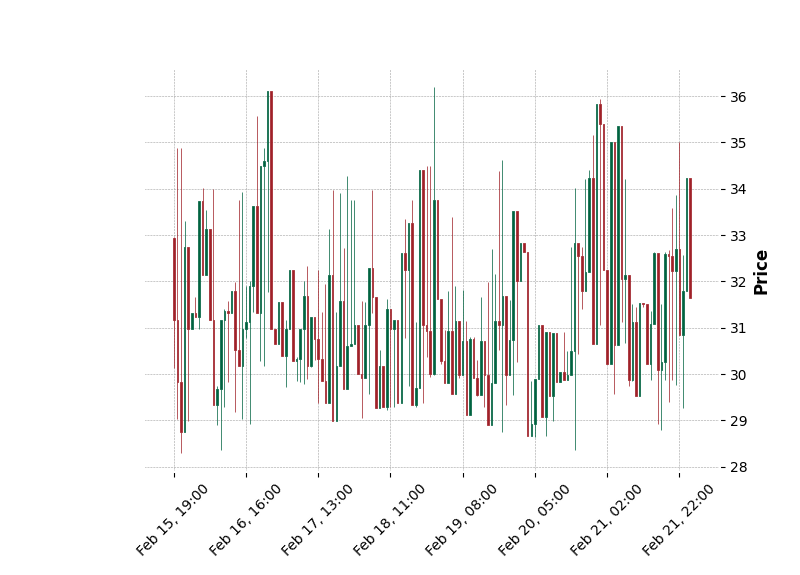 36
35
34
33
32
31
30
29
28
Price
Feb 15, 19:00
Feb 16, 16:00
Feb 17, 13:00
Feb 18, 11:00
Feb 19, 08:00
Feb 20, 05:00
Feb 21, 02:00
Feb 21, 22:00